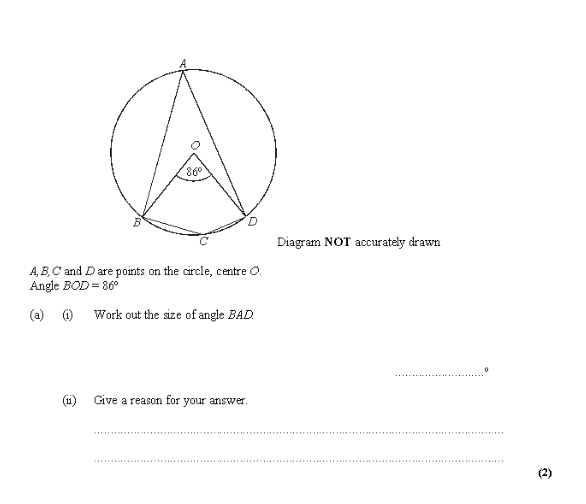 A
O
86°
B
D
C
Diagram NOT accurately drawn
A, B, C and D are points on the circle, centre O.
Angle BOD = 86°
(a) (i) Work out the size of angle BAD.
..............................°
(ii) Give a reason for your answer.
........................................................................................................................
........................................................................................................................
(2)